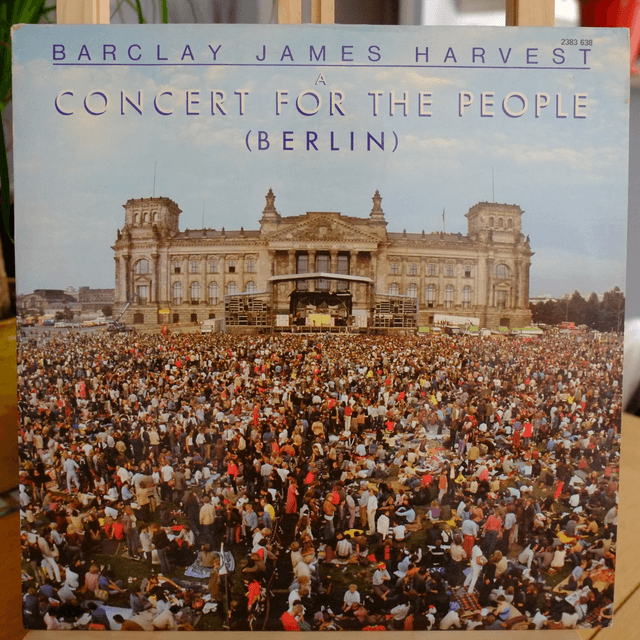 2383 638
BARCLAY JAMES HARVEST
A
CONCERT FOR THE PEOPLE
(BERLIN)